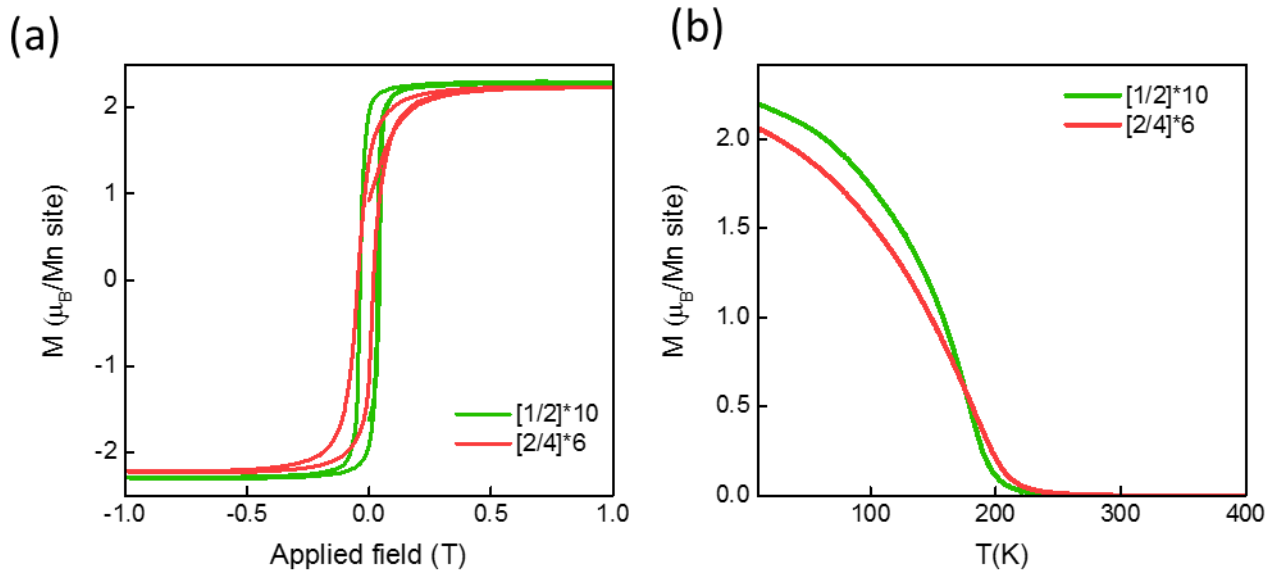 (a)
M (μB/Mn site)
2
1
0
-1
-2
[1/2]*10
[2/4]*6
-1.0 -0.5 0.0 0.5 1.0
Applied field (T)
(b)
M (μB/Mn site)
2.0
1.5
1.0
0.5
0.0
[1/2]*10
[2/4]*6
100 200 300 400
T(K)